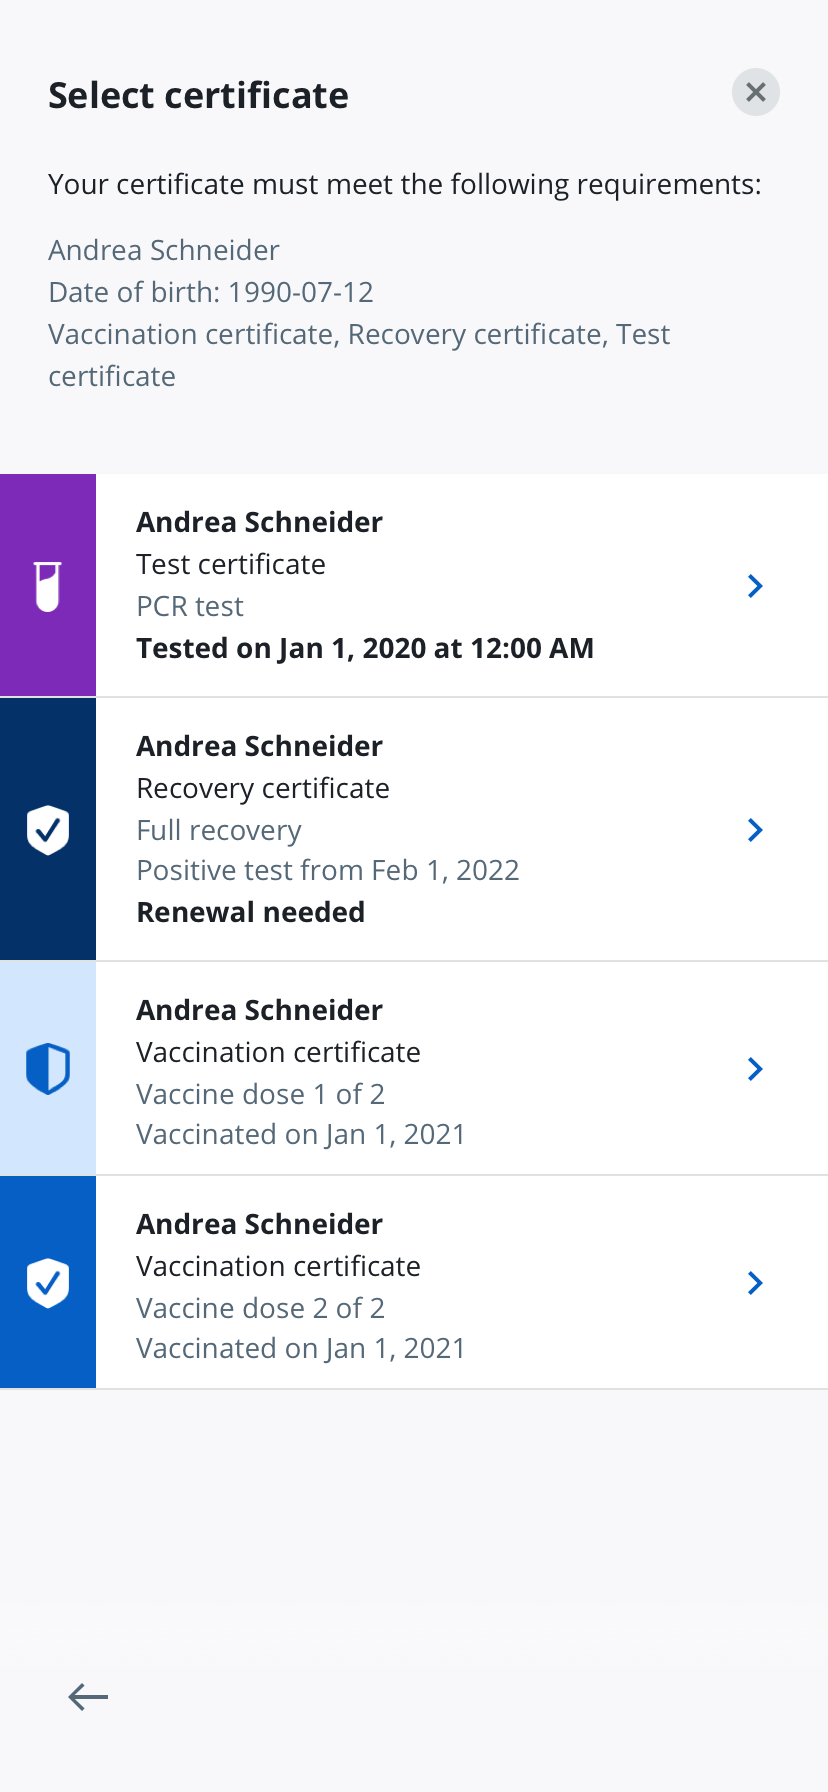 Select certificate
Your certificate must meet the following requirements:
Andrea Schneider
Date of birth: 1990-07-12
Vaccination certificate, Recovery certificate, Test
certificate
Andrea Schneider
Test certificate
PCR test
Tested on Jan 1, 2020 at 12:00 AM
Andrea Schneider
Recovery certificate
Full recovery
Positive test from Feb 1, 2022
Renewal needed
Andrea Schneider
Vaccination certificate
Vaccine dose 1 of 2
Vaccinated on Jan 1, 2021
Andrea Schneider
Vaccination certificate
Vaccine dose 2 of 2
Vaccinated on Jan 1, 2021